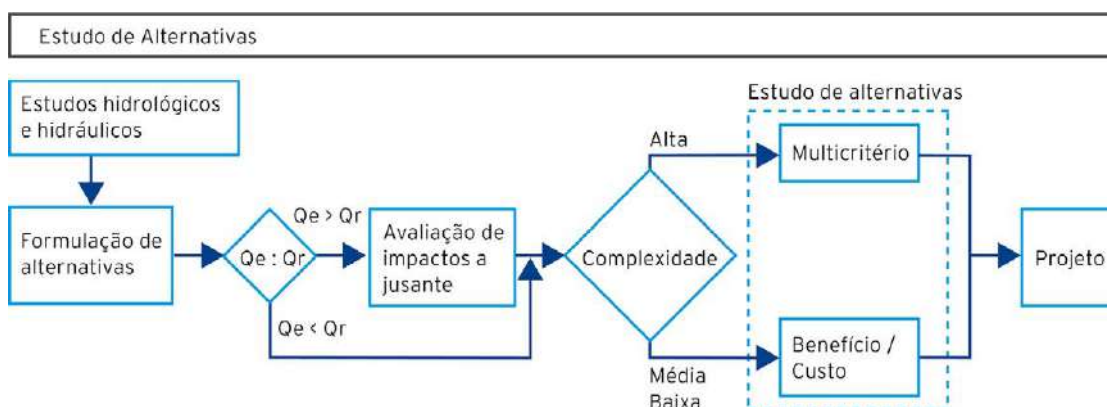 Estudo de Alternativas
Estudos hidrológicos
e hidráulicos
Formulação de
alternativas
Qe : Qr
Qe > Qr
Qe < Qr
Avaliação de
impactos a
jusante
Complexidade
Alta
Média
Baixa
Estudo de alternativas
Multicritério
Benefício /
Custo
Projeto